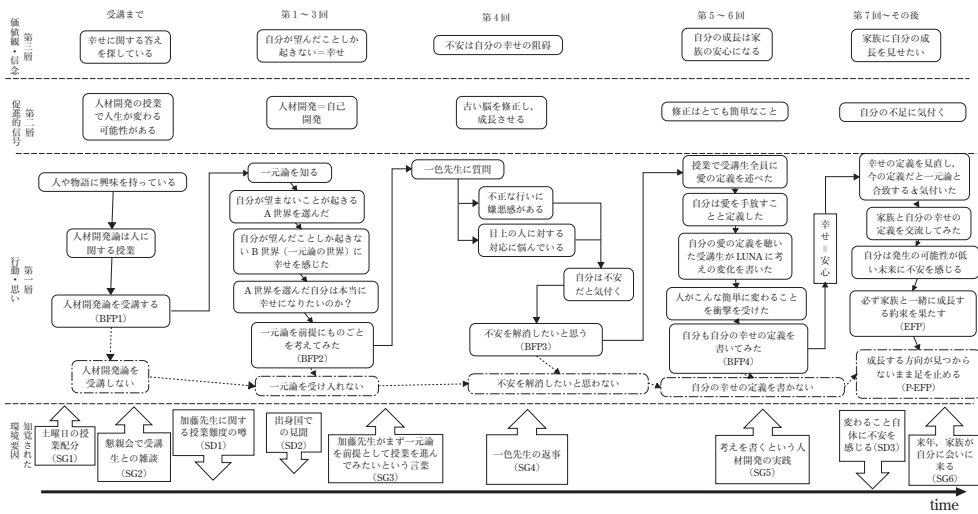 受講まで
第1～3回
第4回
第5～6回
第7回～その後
価値観・信念
第三層
幸せに関する答え
を探している
自分が望んだことしか
起きない＝幸せ
不安は自分の幸せの阻碍
自分の成長は家
族の安心になる
家族に自分の成
長を見せたい
促進的信号
第二層
人材開発の授業
で人生が変わる
可能性がある
人材開発＝自己
開発
古い脳を修正し，
成長させる
修正はとても簡単なこと
自分の不足に気付く
行動・思い
第一層
人や物語に興味を持っている
人材開発論は人に
関する授業
人材開発論を受講する
（BFP1）
人材開発論を
受講しない
一元論を知る
自分が望まないことが起きる
A 世界を選んだ
自分が望んだことしか起きな
い B 世界（一元論の世界）に
幸せを感じた
A 世界を選んだ自分は本当に
幸せになりたいのか？
一元論を前提にものごと
を考えてみた
（BFP2）
一元論を受け入れない
一色先生に質問
不正な行いに
嫌悪感がある
目上の人に対する
対応に悩んでいる
自分は不安
だと気付く
不安を解消したいと思う
（BFP3）
不安を解消したいと思わない
授業で受講生全員に
愛の定義を述べた
自分は愛を手放すこ
とと定義した
自分の愛の定義を聴い
た受講生が LUNA に考
えの変化を書いた
人がこんな簡単に変わること
を衝撃を受けた
自分も自分の幸せの定義を
書いてみた
（BFP4）
自分の幸せの定義を書かない
幸せ＝安心
幸せの定義を見直し，
今の定義だと一元論と
合致すると気付いた
家族と自分の幸せの
定義を交流してみた
自分は発生の可能性が低
い未来に不安を感じる
必ず家族と一緒に成長す
る約束を果たす
（EFP）
成長する方向が見つから
ないまま足を止める
（P-EFP）
知覚された
環境要因
土曜日の授
業配分
（SG1）
懇親会で受講
生との雑談
（SG2）
加藤先生に関す
る授業難度の噂
（SD1）
出身国で
の見聞
（SD2）
加藤先生がまず一元論
を前提として授業を進ん
でみたいという言葉
（SG3）
一色先生の返事
（SG4）
考えを書くという人
材開発の実践
（SG5）
変わること自
体に不安を
感じる（SD3）
来年，家族が
自分に会いに
来る
（SG6）
time